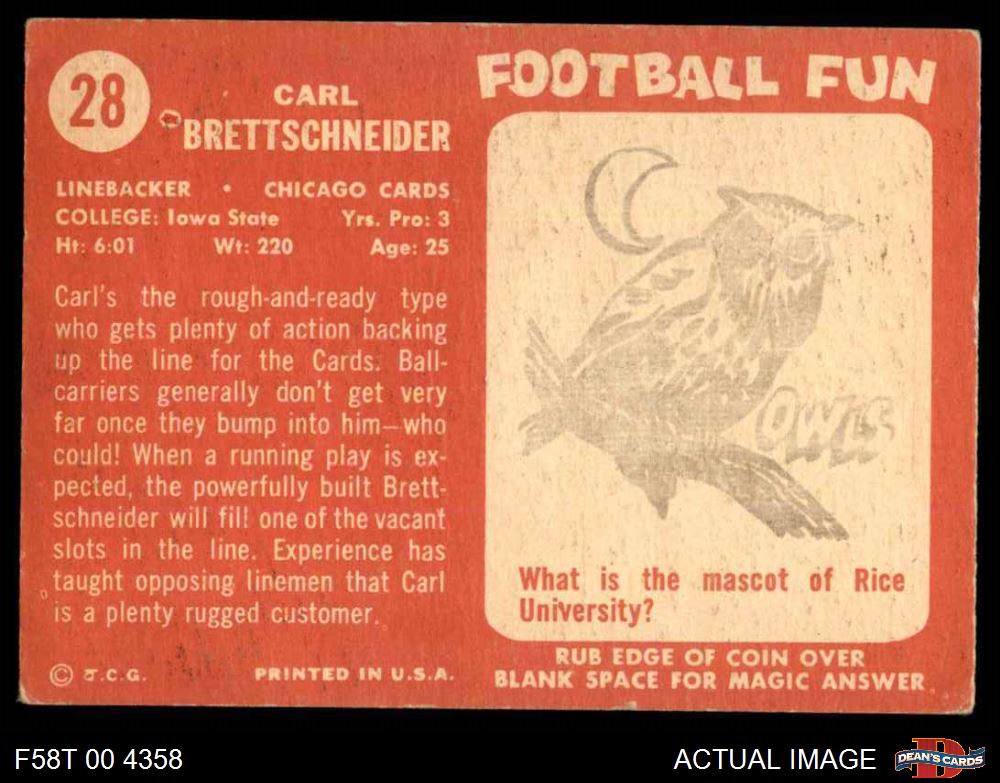 28
CARL
BRETTSCHNEIDER
LINEBACKER • CHICAGO CARDS
COLLEGE: Iowa State Yrs. Pro: 3
Ht: 6:01 Wt: 220 Age: 25
Carl's the rough-and-ready type
who gets plenty of action backing
up the line for the Cards. Ball-
carriers generally don't get very
far once they bump into him—who
could! When a running play is ex-
pected, the powerfully built Brett-
schneider will fill one of the vacant
slots in the line. Experience has
taught opposing linemen that Carl
is a plenty rugged customer.
© T.C.G. PRINTED IN U.S.A.
FOOTBALL FUN
OWLS
What is the mascot of Rice
University?
RUB EDGE OF COIN OVER
BLANK SPACE FOR MAGIC ANSWER
F58T 00 4358
ACTUAL IMAGE
D
DEAN'S CARDS